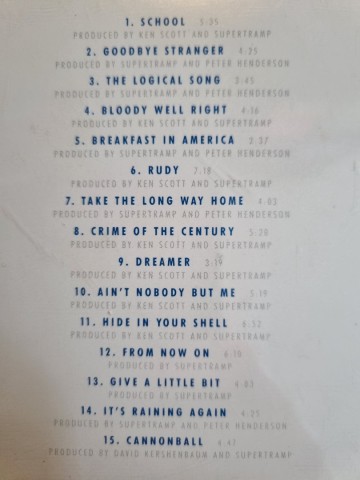 1. SCHOOL 5:35
PRODUCED BY KEN SCOTT AND SUPERTRAMP
2. GOODBYE STRANGER 4:25
PRODUCED BY SUPERTRAMP AND PETER HENDERSON
3. THE LOGICAL SONG 3:45
PRODUCED BY SUPERTRAMP AND PETER HENDERSON
4. BLOODY WELL RIGHT 4:36
PRODUCED BY KEN SCOTT AND SUPERTRAMP
5. BREAKFAST IN AMERICA 2:37
PRODUCED BY SUPERTRAMP AND PETER HENDERSON
6. RUDY 7:18
PRODUCED BY KEN SCOTT AND SUPERTRAMP
7. TAKE THE LONG WAY HOME 4:03
PRODUCED BY SUPERTRAMP AND PETER HENDERSON
8. CRIME OF THE CENTURY 5:20
PRODUCED BY KEN SCOTT AND SUPERTRAMP
9. DREAMER
PRODUCED BY KEN SCOTT AND SUPERTRAMP
10. AIN'T NOBODY BUT ME 5:19
PRODUCED BY KEN SCOTT AND SUPERTRAMP
11. HIDE IN YOUR SHELL 6:52
PRODUCED BY KEN SCOTT AND SUPERTRAMP
12. FROM NOW ON 6:10
PRODUCED BY SUPERTRAMP
13. GIVE A LITTLE BIT 4:03
PRODUCED BY SUPERTRAMP
14. IT'S RAINING AGAIN 4:25
PRODUCED BY SUPERTRAMP AND PETER HENDERSON
15. CANNONBALL 4:47
PRODUCED BY DAVID KERSHENBAUM AND SUPERTRAMP